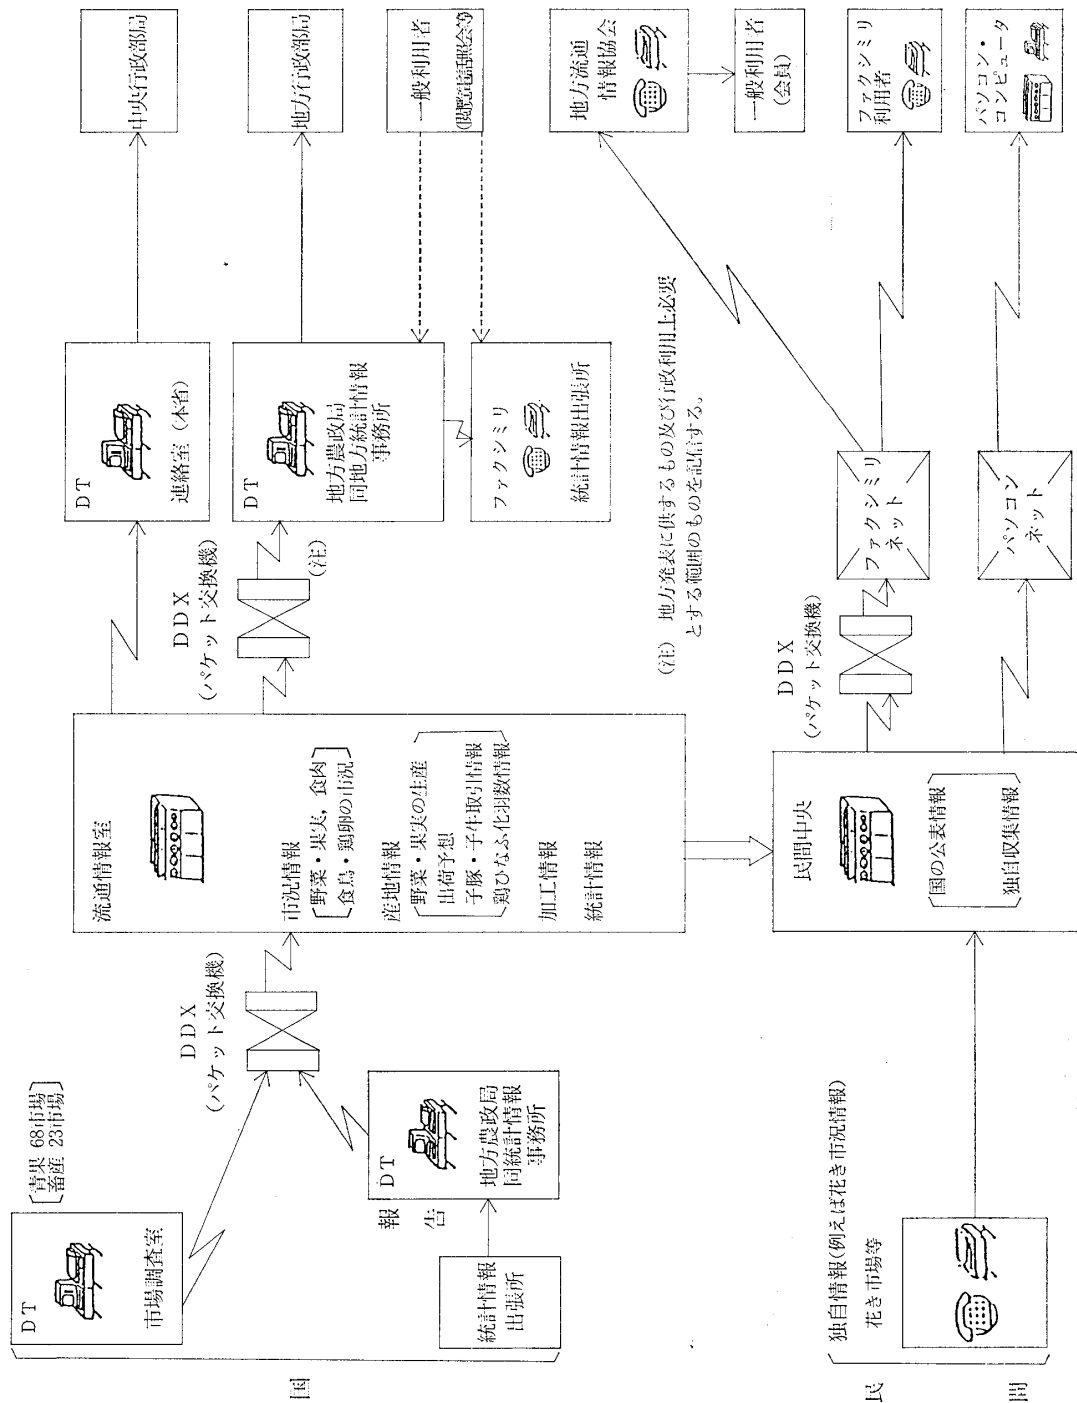 国
DT
市場調査室
青果 68市場
畜産 23市場
統計情報
出張所
報告
DT
地方農政局
同統計情報
事務所
DDX
(パケット交換機)
流通情報室
市況情報
野菜・果実，食肉
食鳥・鶏卵の市況
産地情報
野菜・果実の生産
出荷予想
子豚・子牛取引情報
鶏ひなふ化羽数情報
加工情報
統計情報
DDX
(パケット交換機)
(注)
DT
連絡室(本省)
DT
地方農政局
同地方統計情報
事務所
ファクシミリ
統計情報出張所
中央行政部局
地方行政部局
一般利用者
(閲覧電話照会等)
(注) 地方発表に供するもの及び行政利用上必要
とする範囲のものを配信する。
民間
独自情報(例えば花き市況情報)
花き市場等
民間中央
国の公表情報
独自収集情報
DDX
(パケット交換機)
ファクシミリ
ネット
パソコン
ネット
地方流通
情報協会
一般利用者
(会員)
ファクシミリ
利用者
パソコン・
コンピュータ